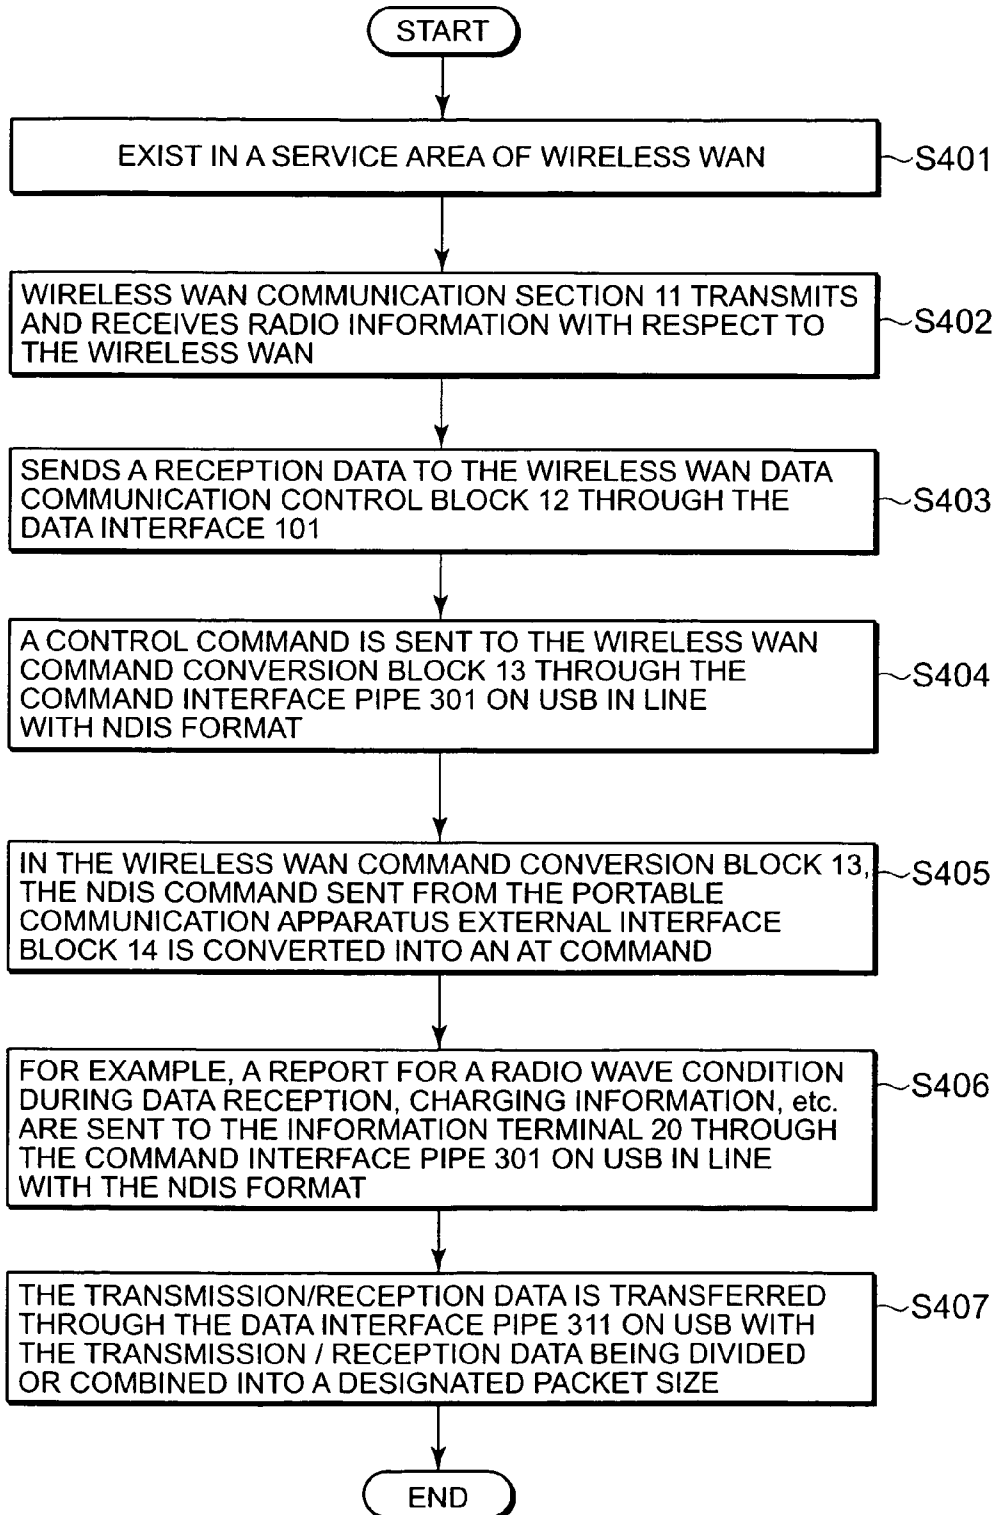 START
EXIST IN A SERVICE AREA OF WIRELESS WAN
S401
WIRELESS WAN COMMUNICATION SECTION 11 TRANSMITS
AND RECEIVES RADIO INFORMATION WITH RESPECT TO
THE WIRELESS WAN
S402
SENDS A RECEPTION DATA TO THE WIRELESS WAN DATA
COMMUNICATION CONTROL BLOCK 12 THROUGH THE
DATA INTERFACE 101
S403
A CONTROL COMMAND IS SENT TO THE WIRELESS WAN
COMMAND CONVERSION BLOCK 13 THROUGH THE
COMMAND INTERFACE PIPE 301 ON USB IN LINE
WITH NDIS FORMAT
S404
IN THE WIRELESS WAN COMMAND CONVERSION BLOCK 13,
THE NDIS COMMAND SENT FROM THE PORTABLE
COMMUNICATION APPARATUS EXTERNAL INTERFACE
BLOCK 14 IS CONVERTED INTO AN AT COMMAND
S405
FOR EXAMPLE, A REPORT FOR A RADIO WAVE CONDITION
DURING DATA RECEPTION, CHARGING INFORMATION, etc.
ARE SENT TO THE INFORMATION TERMINAL 20 THROUGH
THE COMMAND INTERFACE PIPE 301 ON USB IN LINE
WITH THE NDIS FORMAT
S406
THE TRANSMISSION/RECEPTION DATA IS TRANSFERRED
THROUGH THE DATA INTERFACE PIPE 311 ON USB WITH
THE TRANSMISSION / RECEPTION DATA BEING DIVIDED
OR COMBINED INTO A DESIGNATED PACKET SIZE
S407
END